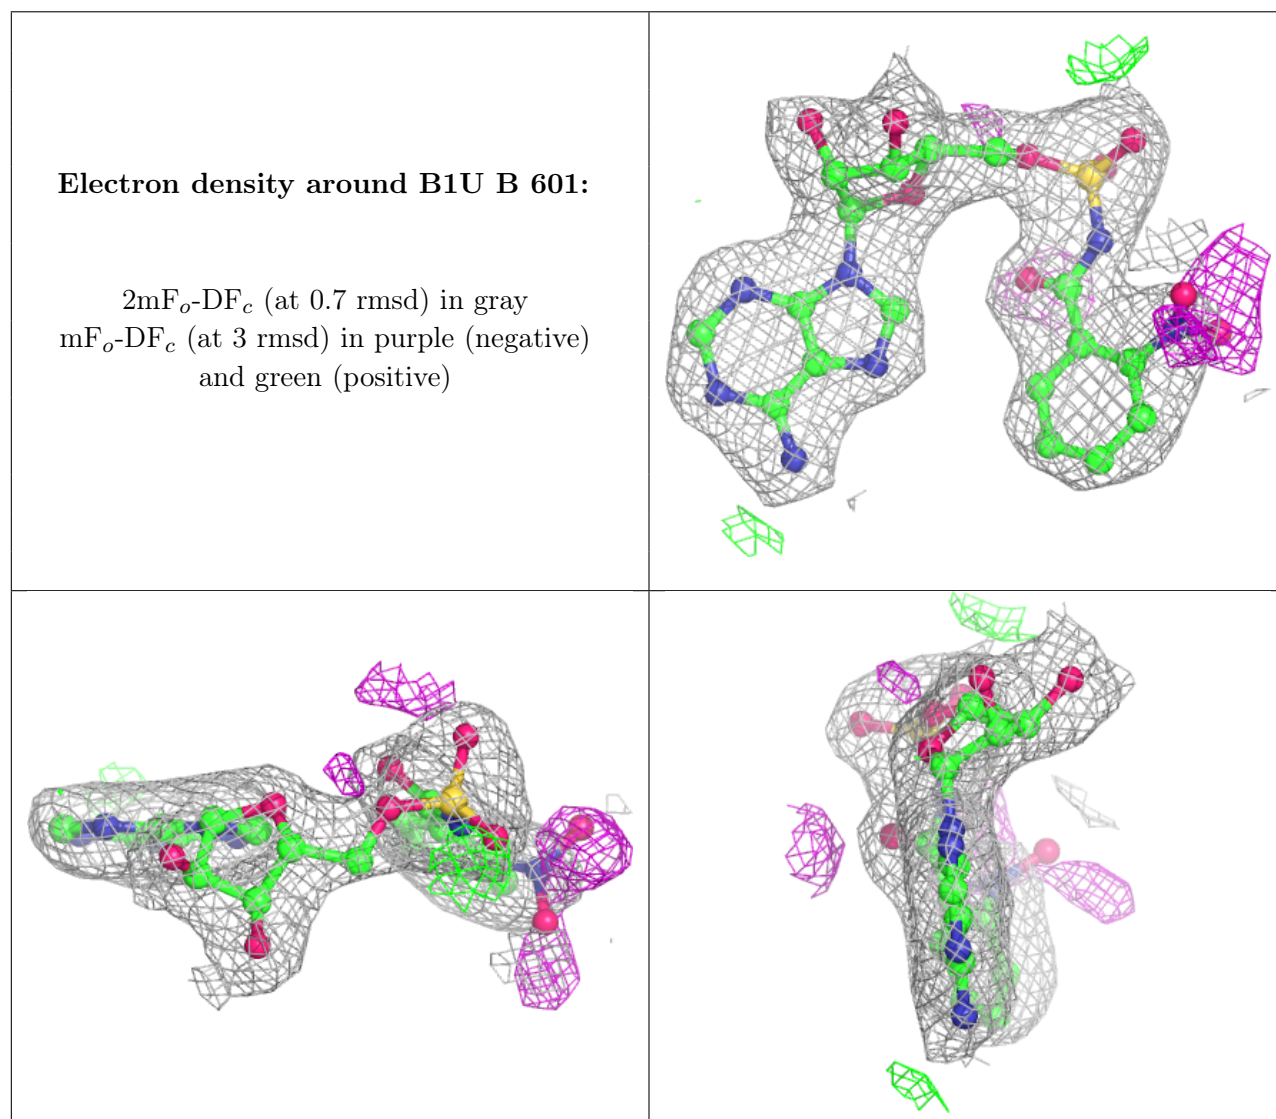 Electron density around B1U B 601:
2mFo-DFc (at 0.7 rmsd) in gray
mFo-DFc (at 3 rmsd) in purple (negative)
and green (positive)